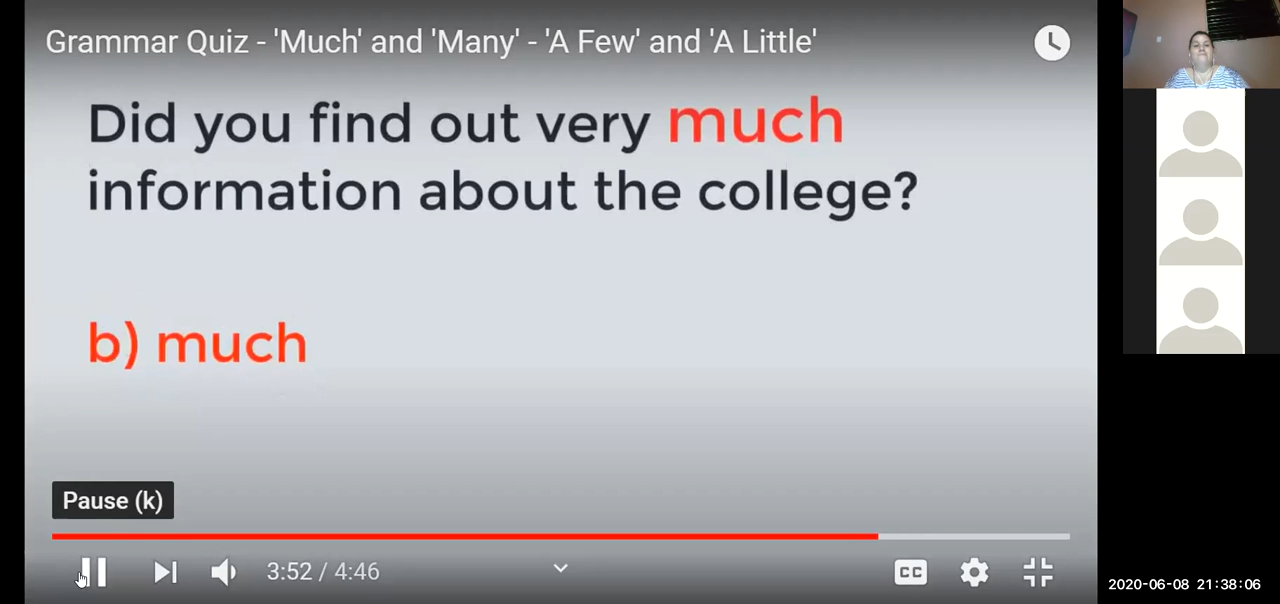 Grammar Quiz - 'Much' and 'Many' - 'A Few' and 'A Little'
Did you find out very much
information about the college?
b) much
Pause (k)
3:52 / 4:46
CC
2020-06-08 21:38:06